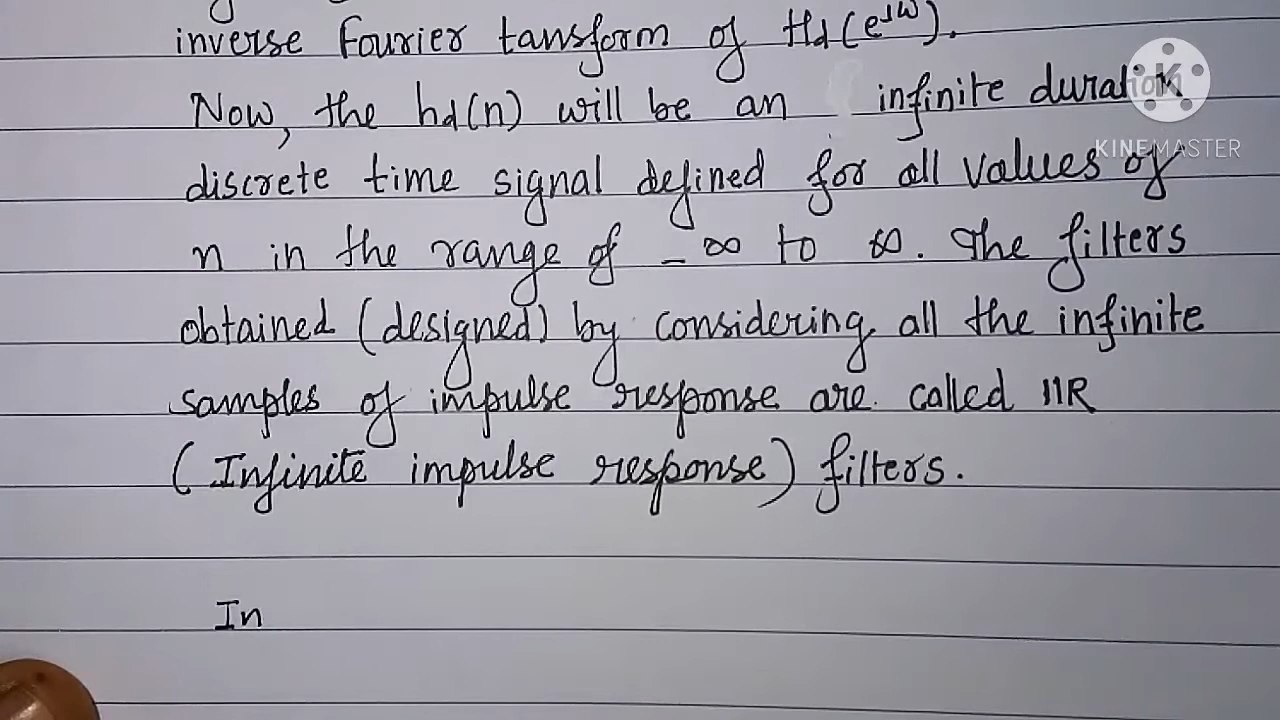 inverse Fourier tansform of Hd(e^jω).
Now, the hd(n) will be an infinite duration
discrete time signal defined for all values of
n in the range of -∞ to ∞. The filters
obtained (designed) by considering all the infinite
samples of impulse response are called IIR
(Infinite impulse response) filters.
In
K
KINEMASTER